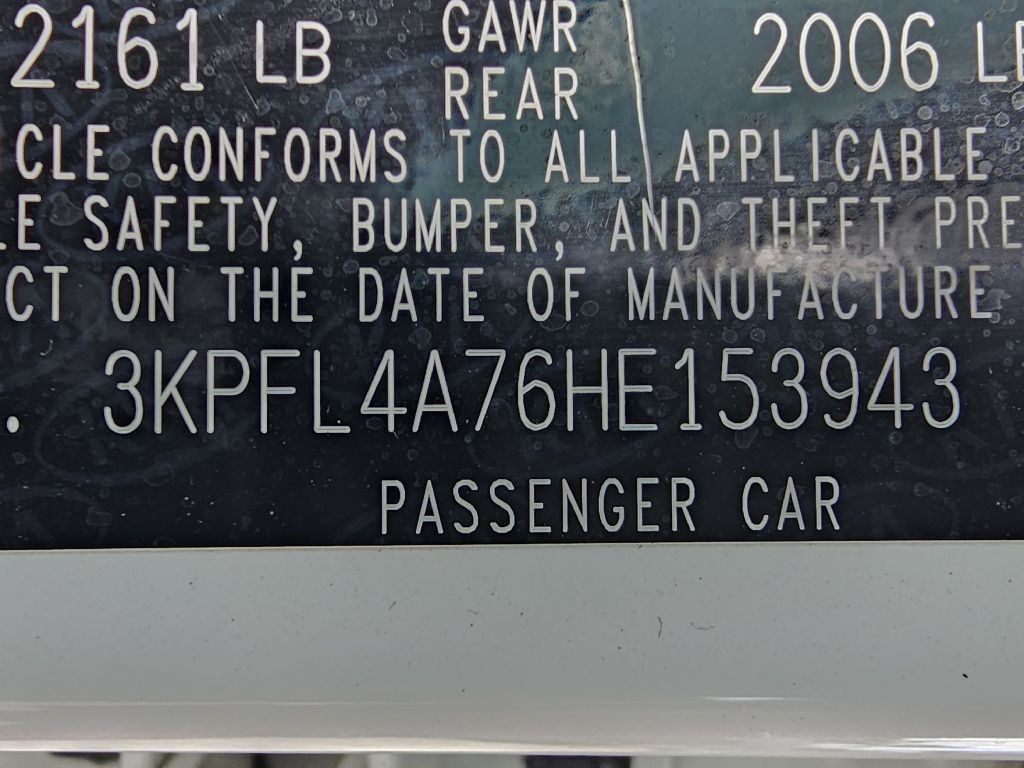 2161 LB GAWR REAR 2006 LB
CLE CONFORMS TO ALL APPLICABLE
LE SAFETY, BUMPER, AND THEFT PRE
CT ON THE DATE OF MANUFACTURE
. 3KPFL4A76HE153943
PASSENGER CAR